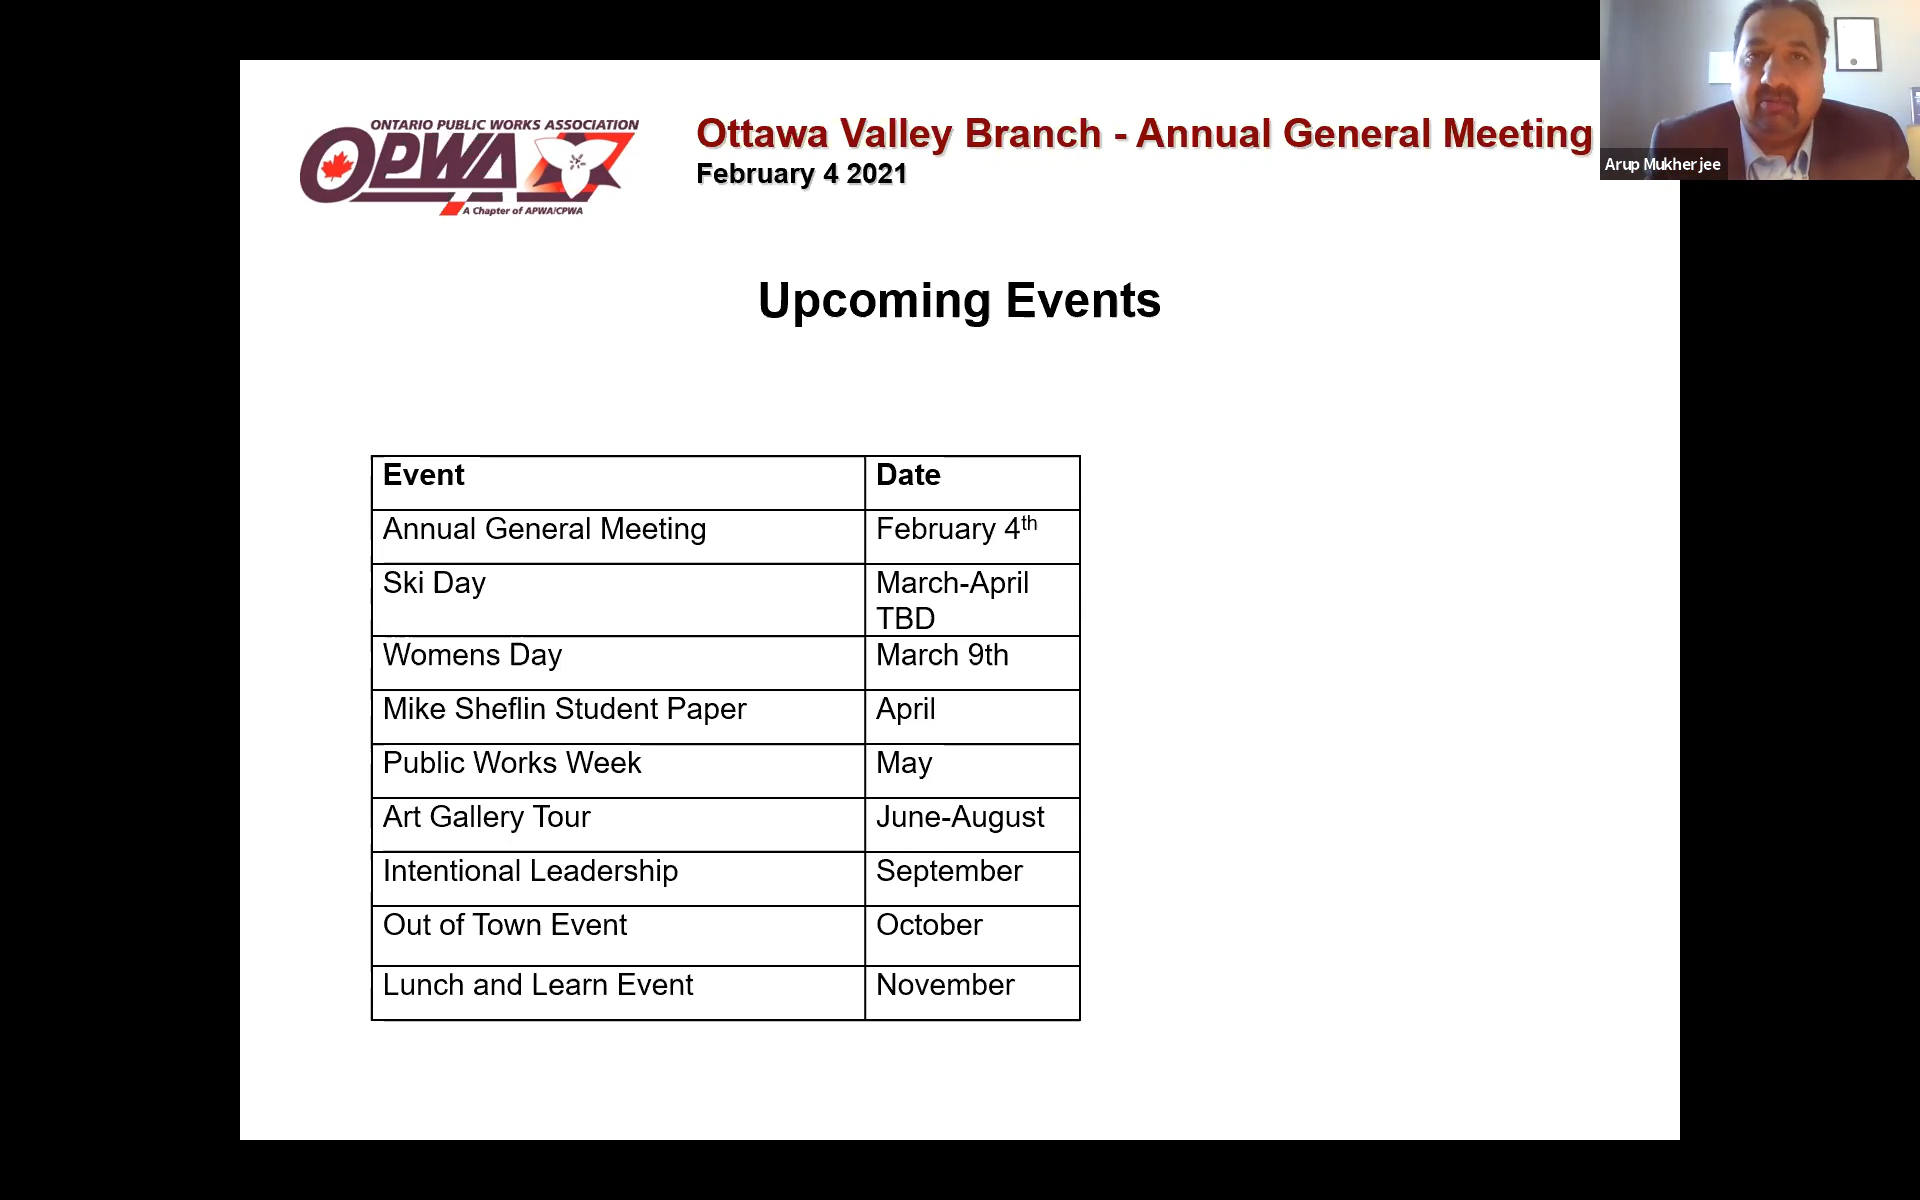 ONTARIO PUBLIC WORKS ASSOCIATION
OPWA
A Chapter of APWA/CPWA
Ottawa Valley Branch - Annual General Meeting
February 4 2021
Arup Mukherjee
Upcoming Events
Event Date
Annual General Meeting February 4th
Ski Day March-April
TBD
Womens Day March 9th
Mike Sheflin Student Paper April
Public Works Week May
Art Gallery Tour June-August
Intentional Leadership September
Out of Town Event October
Lunch and Learn Event November